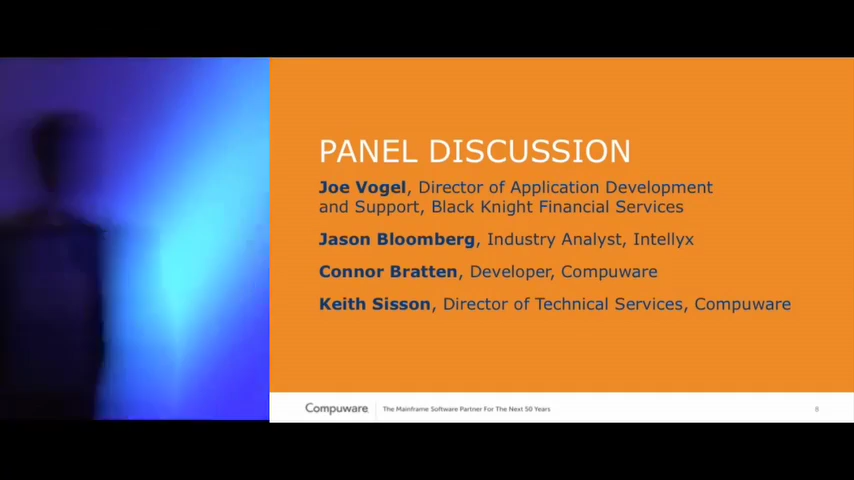 PANEL DISCUSSION
Joe Vogel, Director of Application Development
and Support, Black Knight Financial Services
Jason Bloomberg, Industry Analyst, Intellyx
Connor Bratten, Developer, Compuware
Keith Sisson, Director of Technical Services, Compuware
Compuware The Mainframe Software Partner For The Next 50 Years 8